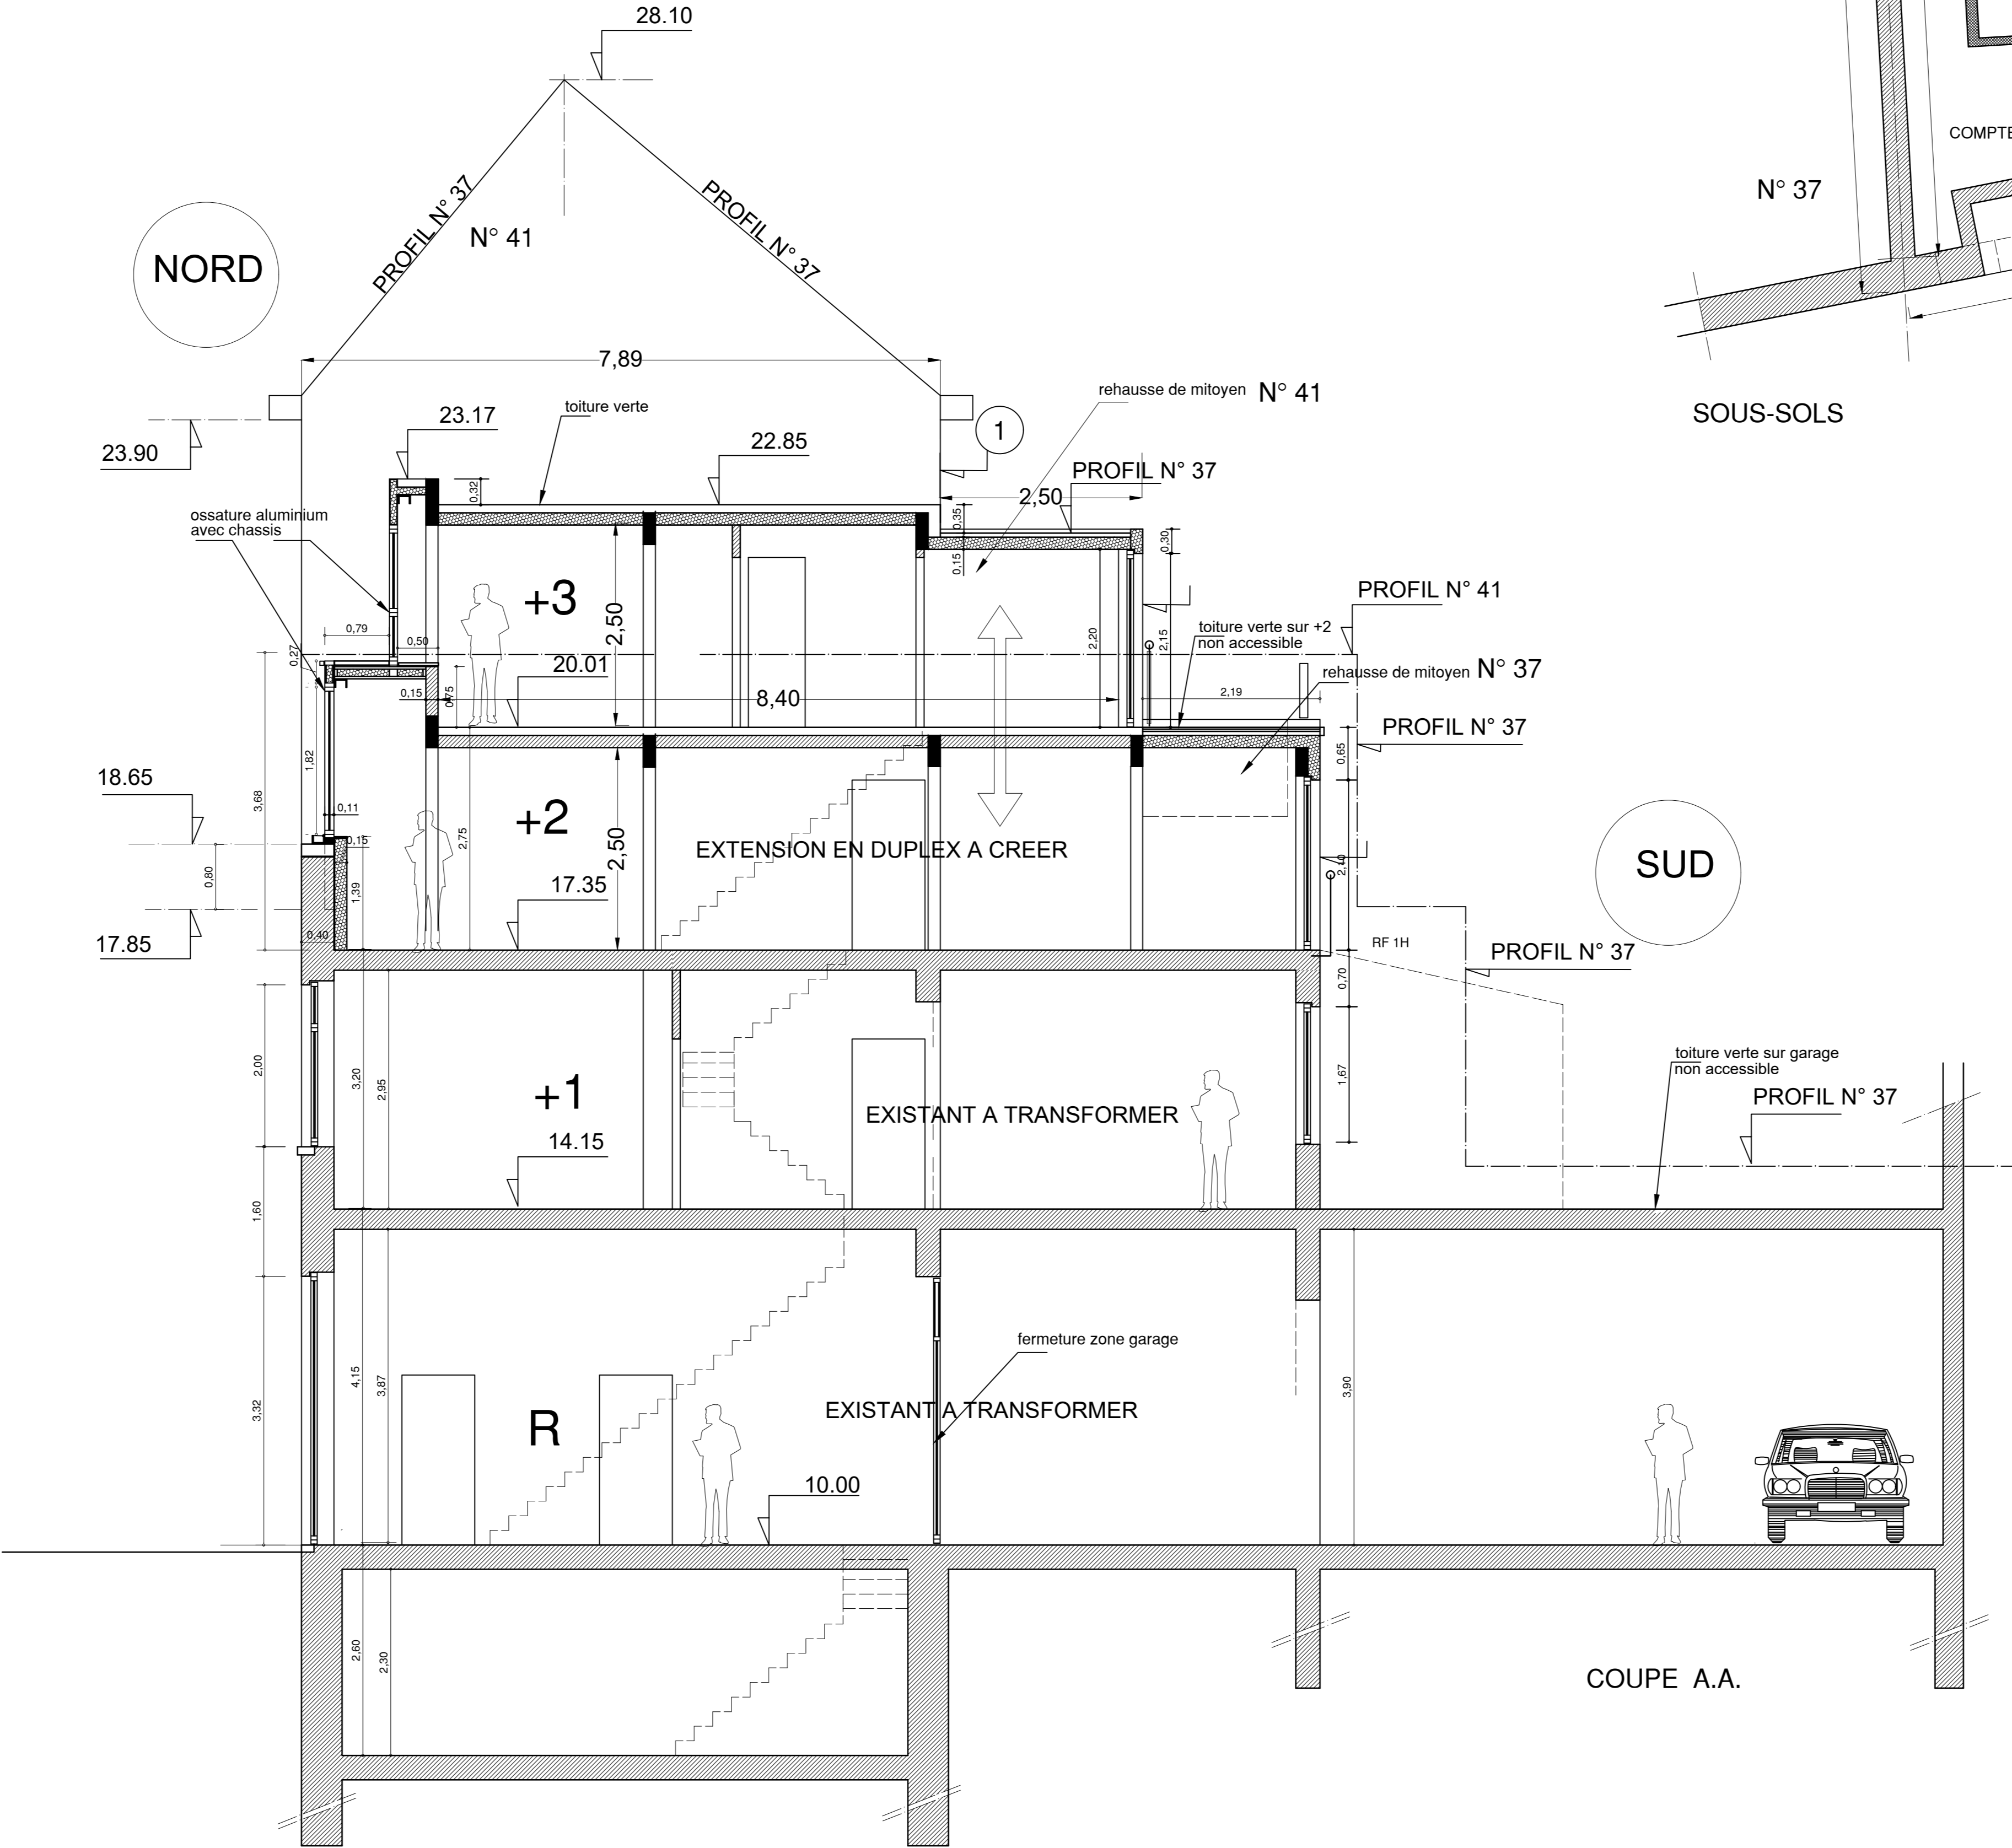 28.10
PROFIL N° 37
PROFIL N° 37
N° 41
NORD
N° 37
SOUS-SOLS
7,89
rehausse de mitoyen N° 41
toiture verte
23.17
22.85
23.90
1
PROFIL N° 37
2,50
0,32
0,35
0,15
0,30
ossature aluminium
avec chassis
+3
2,50
2,20
2,15
PROFIL N° 41
toiture verte sur +2
non accessible
0,79
0,50
0,27
20.01
rehausse de mitoyen N° 37
0,15
0,75
8,40
2,19
PROFIL N° 37
0,65
1,82
18.65
3,68
0,11
+2
2,50
2,75
0,15
EXTENSION EN DUPLEX A CREER
SUD
2,10
0,80
1,39
17.35
17.85
0,40
RF 1H
PROFIL N° 37
0,70
2,00
3,20
2,95
+1
EXISTANT A TRANSFORMER
1,67
toiture verte sur garage
non accessible
PROFIL N° 37
14.15
1,60
fermeture zone garage
4,15
3,87
3,90
3,32
R
EXISTANT A TRANSFORMER
10.00
2,60
2,30
COUPE A.A.